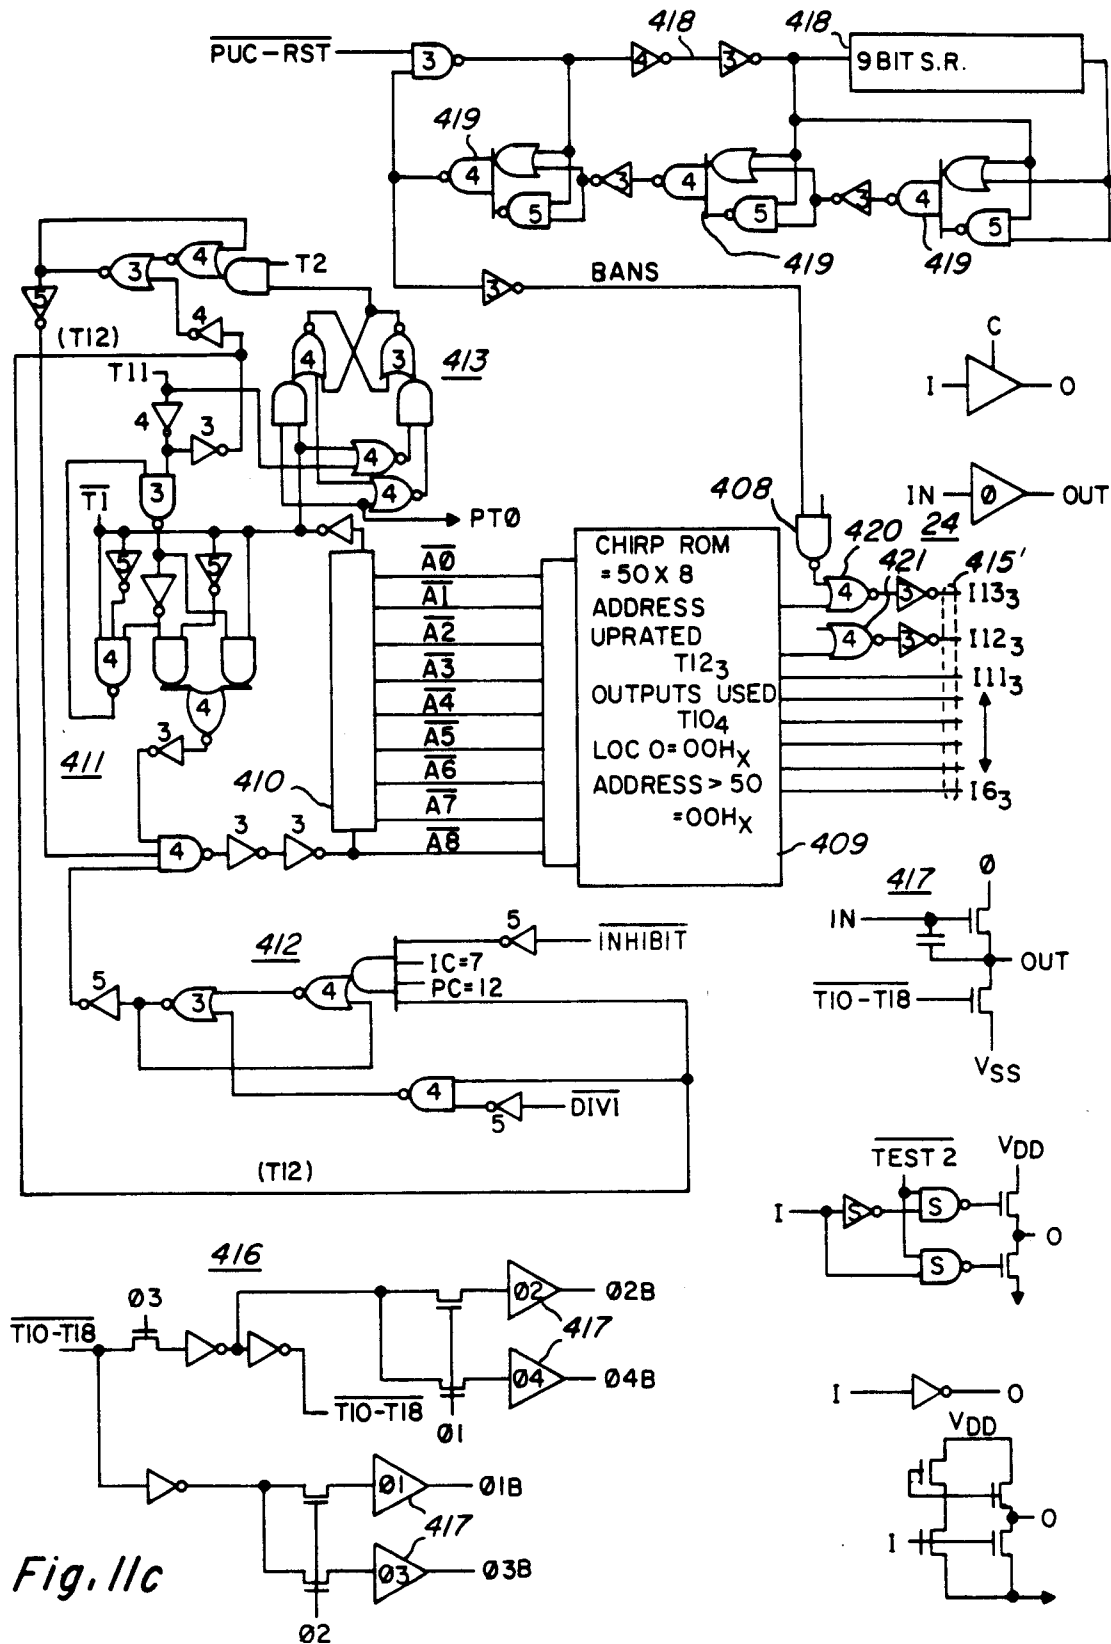 418
418
PUC-RST
3
4
3
9 BIT S.R.
419
4
3
4
3
4
5
5
5
419
419
3
BANS
4
T2
3
5
4
(T12)
T11
4
3
413
4
3
4
4
PTØ
3
T1
5
5
4
4
3
411
410
A0
A1
A2
A3
A4
A5
A6
A7
A8
4
3
3
CHIRP ROM
=50 X 8
ADDRESS
UPRATED
T12₃
OUTPUTS USED
T10₄
LOC 0=00Hₓ
ADDRESS > 50
=00Hₓ
409
408
420
421
4
3
4
3
415'
I13₃
I12₃
I11₃
I6₃
C
I
O
IN
Ø
OUT
24
417
Ø
IN
OUT
T10-T18
VSS
412
5
INHIBIT
IC=7
PC=12
5
3
4
4
5
DIV1
(T12)
TEST 2
VDD
I
S
S
S
O
416
Ø3
T10-T18
T10-T18
Ø2
Ø2B
417
Ø4
Ø4B
Ø1
Ø1
Ø1B
417
Ø3
Ø3B
Ø2
I
O
VDD
I
O
Fig. 11c